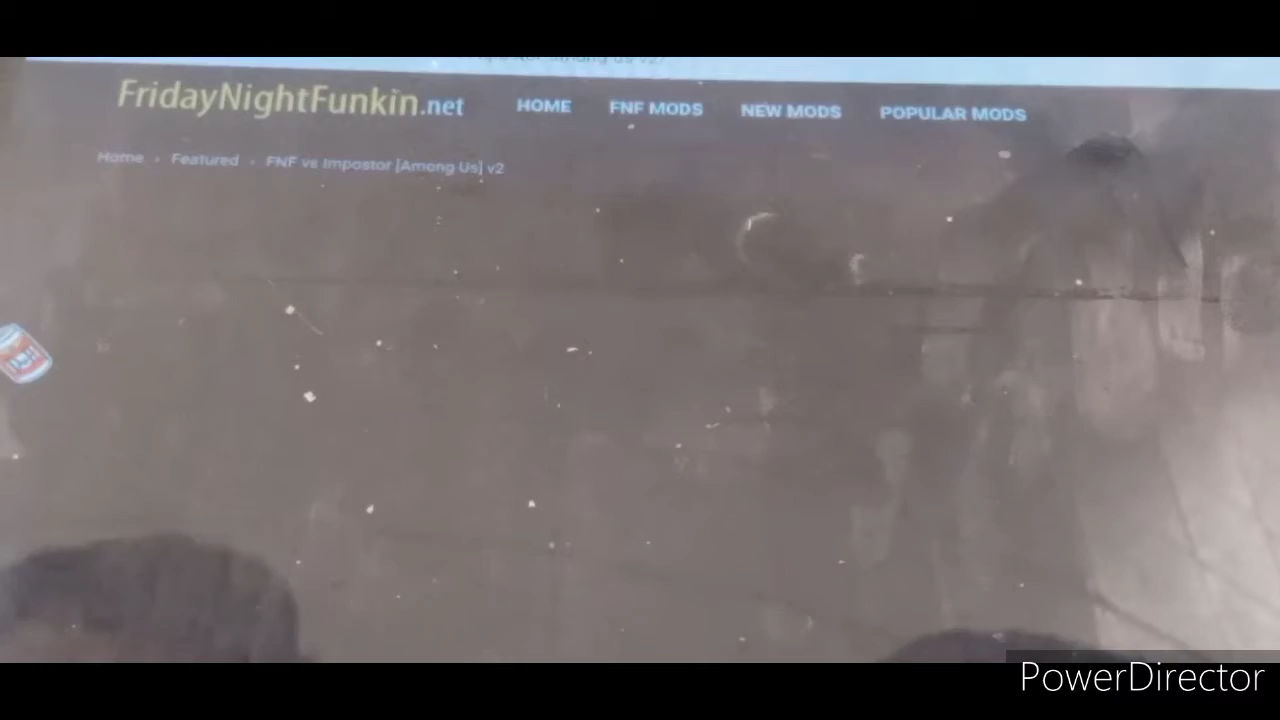 FridayNightFunkin.net HOME FNF MODS NEW MODS POPULAR MODS
Home › Featured › FNF vs Impostor [Among Us] v2
PowerDirector